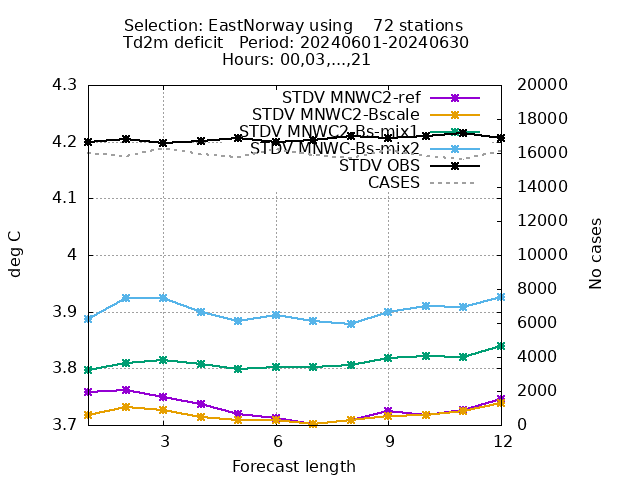 Selection: EastNorway using 72 stations
Td2m deficit Period: 20240601-20240630
Hours: 00,03,...,21
STDV MNWC2-ref
STDV MNWC2-Bscale
STDV MNWC2-Bs-mix1
STDV MNWC-Bs-mix2
STDV OBS
CASES
4.3
4.2
4.1
4
3.9
3.8
3.7
deg C
20000
18000
16000
14000
12000
10000
8000
6000
4000
2000
0
No cases
3 6 9 12
Forecast length